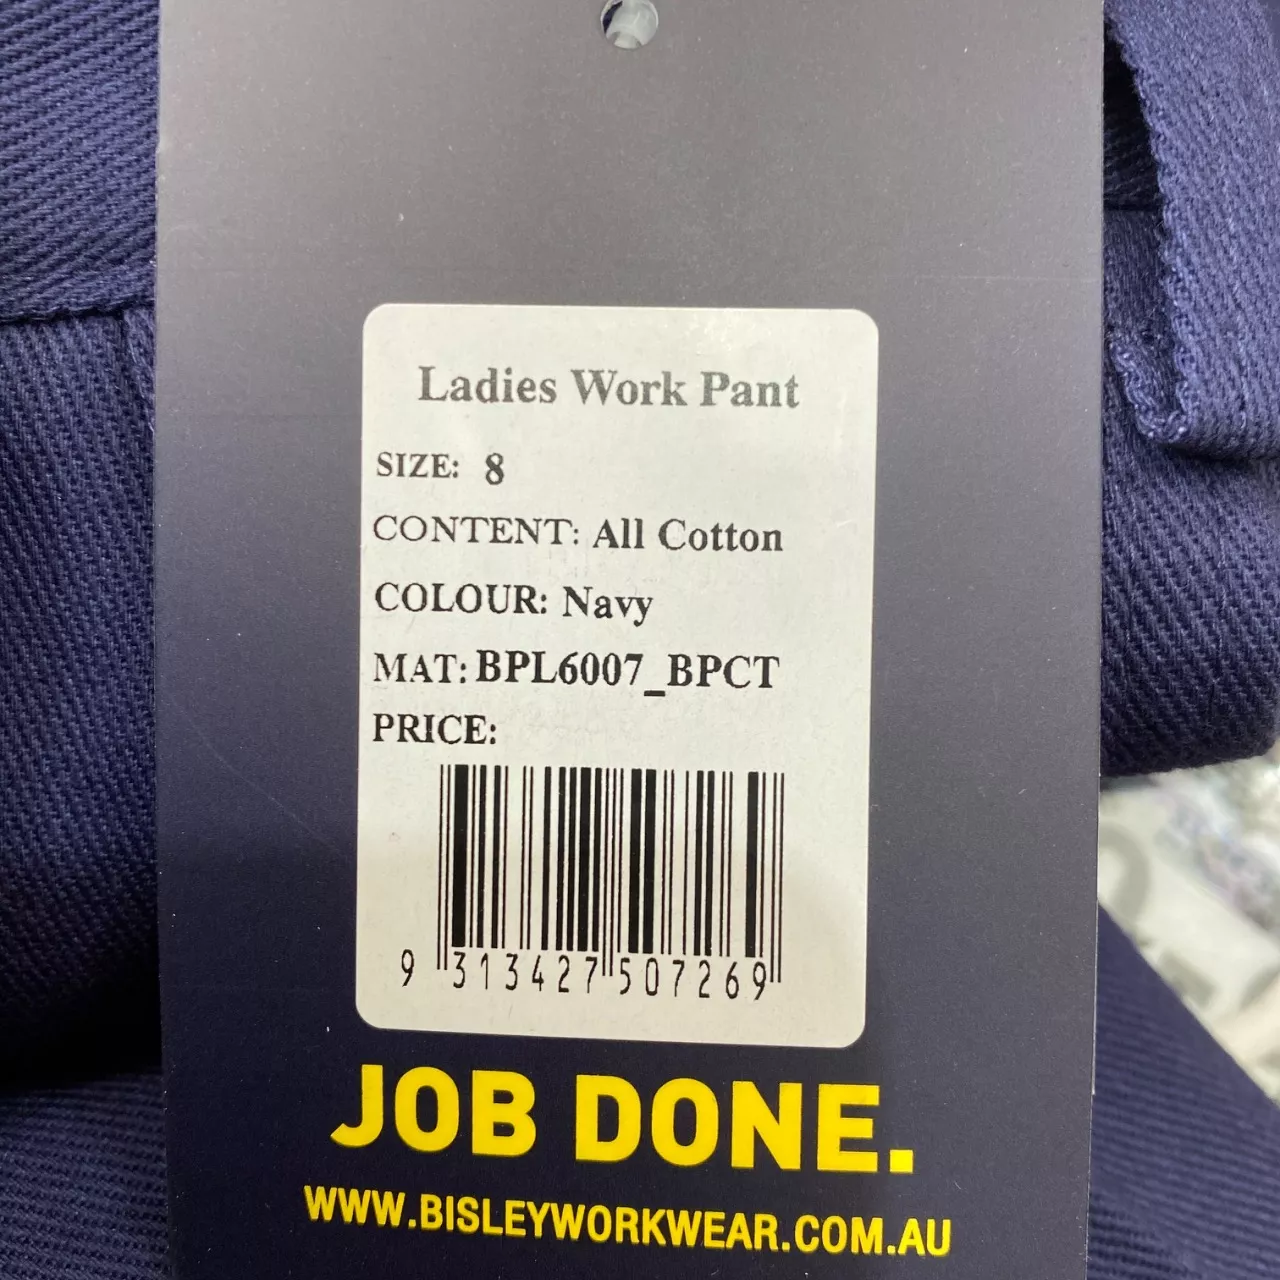 Ladies Work Pant
SIZE: 8
CONTENT: All Cotton
COLOUR: Navy
MAT: BPL6007_BPCT
PRICE:
9 313427 507269
JOB DONE.
WWW.BISLEYWORKWEAR.COM.AU